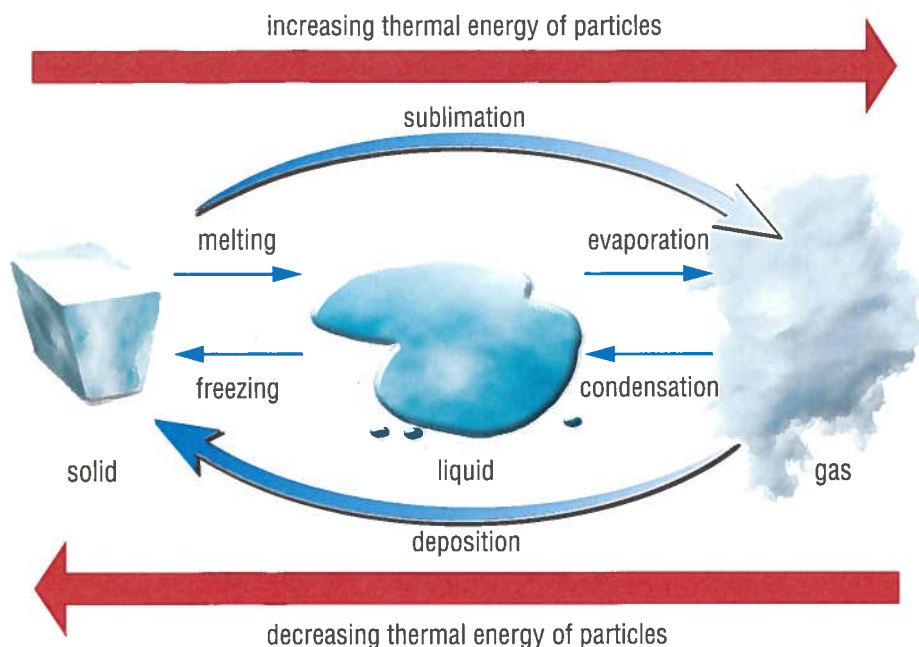 increasing thermal energy of particles
sublimation
melting
evaporation
freezing
condensation
solid
liquid
gas
deposition
decreasing thermal energy of particles